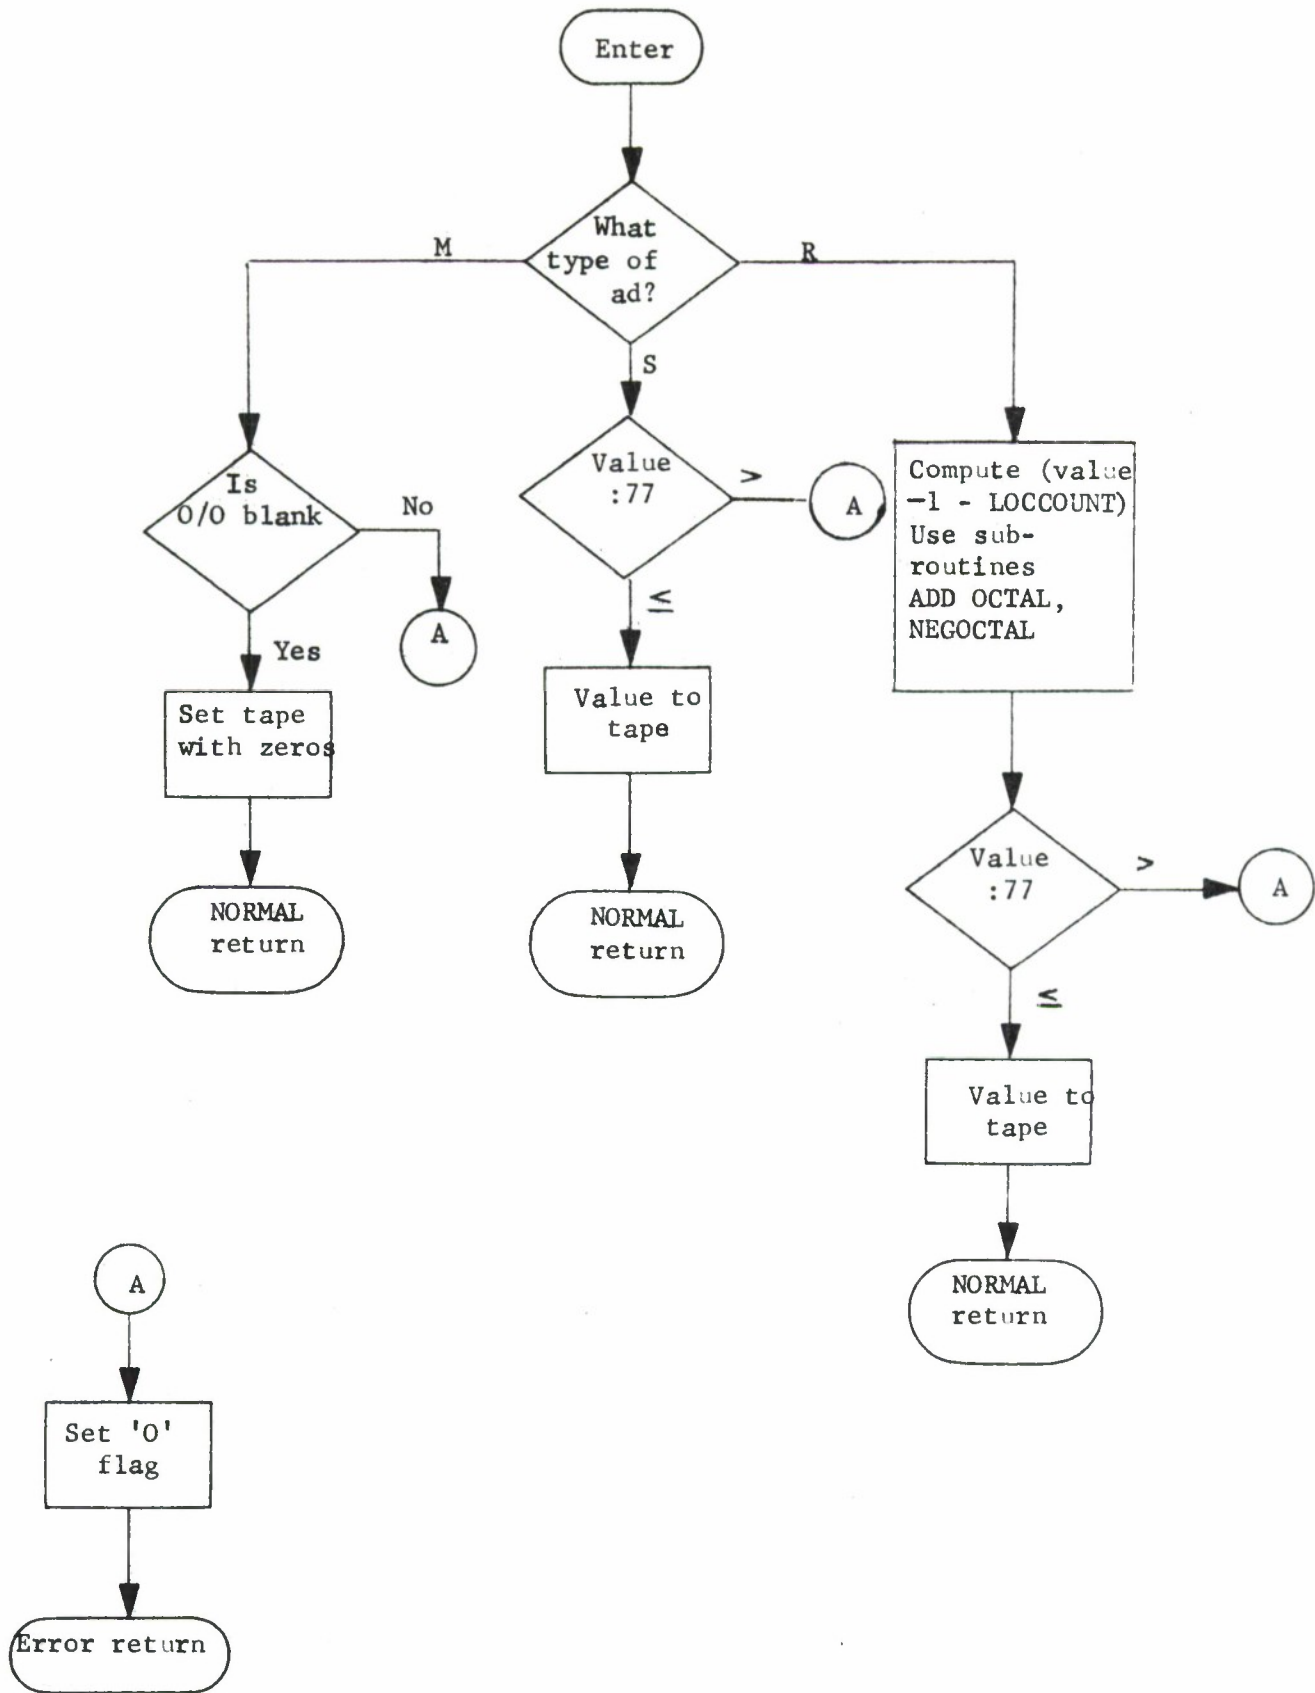 Enter
What
type of
ad?
M
R
S
Is
O/O blank
No
A
Yes
Set tape
with zeros
NORMAL
return
Value
:77
>
A
≤
Value to
tape
NORMAL
return
Compute (value
-1 - LOCCOUNT)
Use sub-
routines
ADD OCTAL,
NEGOCTAL
Value
:77
>
A
≤
Value to
tape
NORMAL
return
A
Set 'O'
flag
Error return